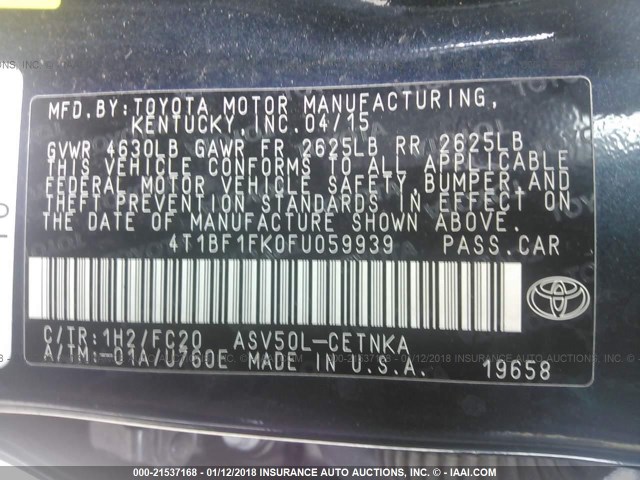 MFD.BY:TOYOTA MOTOR MANUFACTURING,
KENTUCKY, INC.04/15
GVWR 4630LB GAWR FR 2625LB RR 2625LB
THIS VEHICLE CONFORMS TO ALL APPLICABLE
FEDERAL MOTOR VEHICLE SAFETY,BUMPER,AND
THEFT PREVENTION STANDARDS IN EFFECT ON
THE DATE OF MANUFACTURE SHOWN ABOVE.
4T1BF1FK0FU059939 PASS.CAR
C/TR:1H2/FC20 ASV50L-CETNKA
A/TM:-01A/U760E MADE IN U.S.A. 19658
000-21537168 - 01/12/2018 INSURANCE AUTO AUCTIONS, INC. - © IAAI.COM